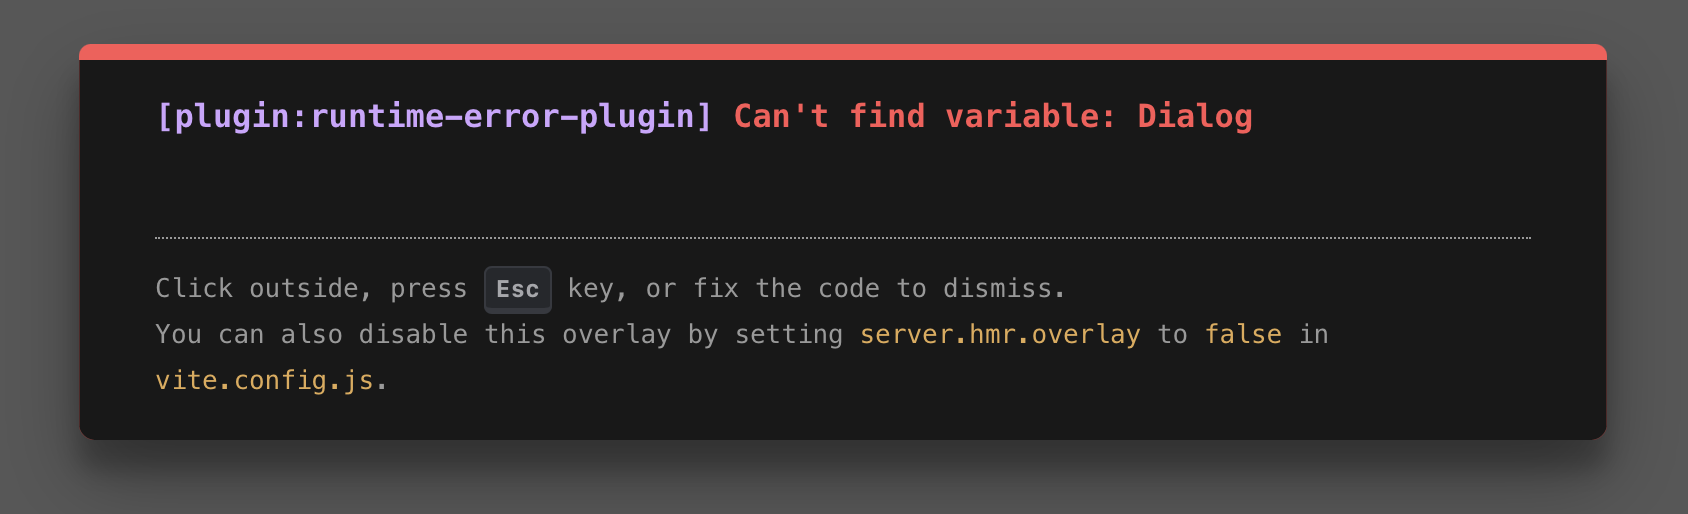 [plugin:runtime-error-plugin] Can't find variable: Dialog
Click outside, press Esc key, or fix the code to dismiss.
You can also disable this overlay by setting server.hmr.overlay to false in
vite.config.js.